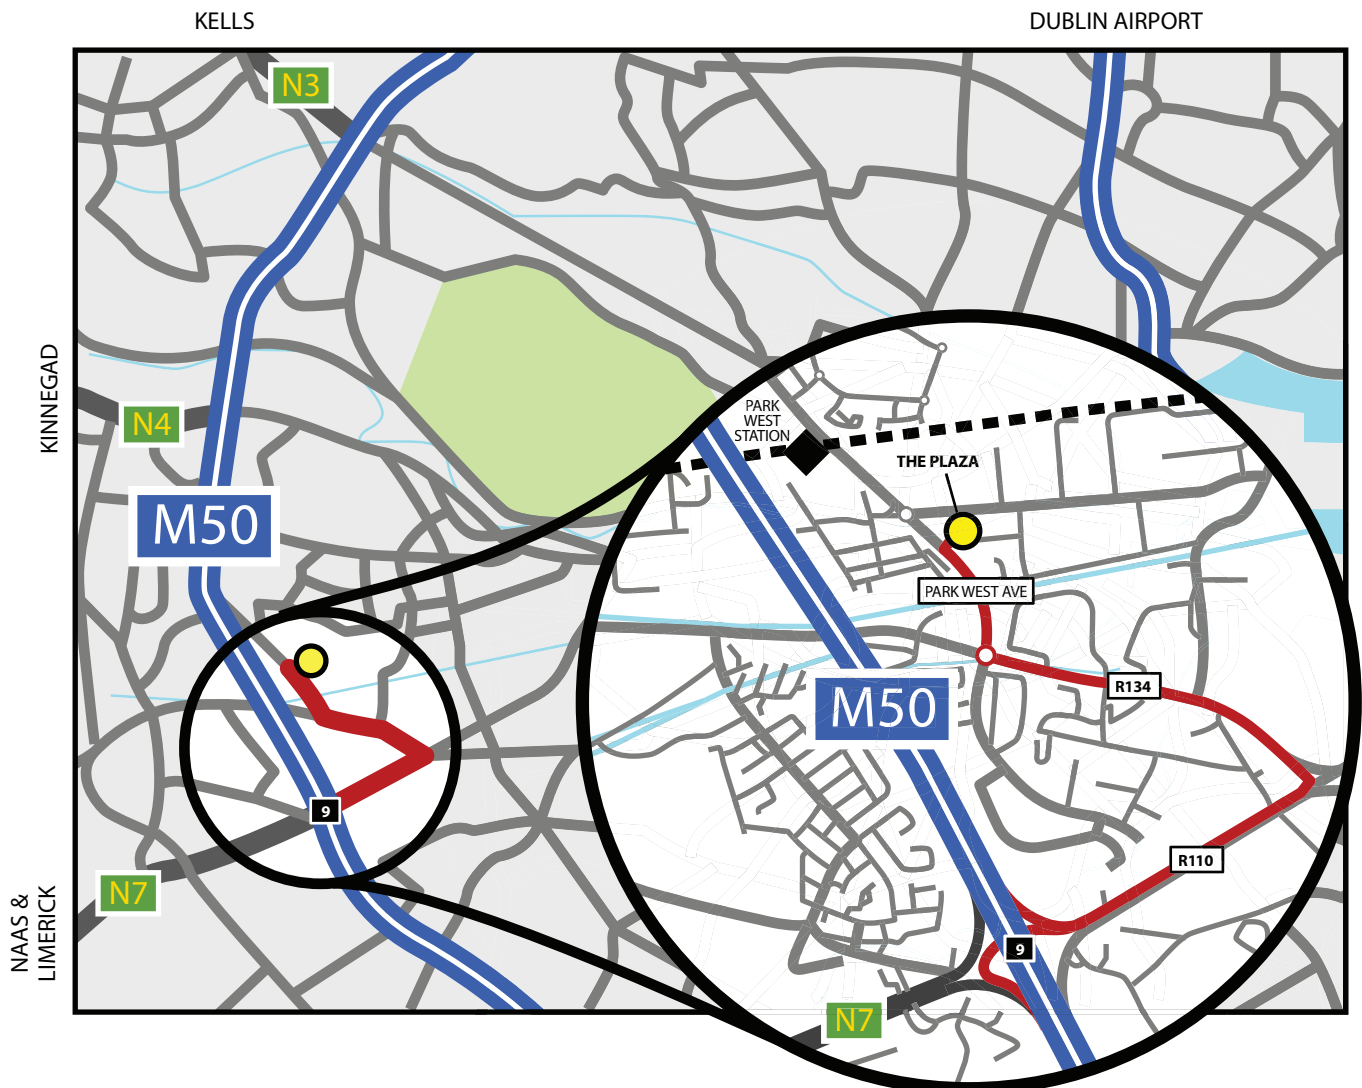 KELLS
DUBLIN AIRPORT
N3
KINNEGAD
N4
M50
PARK
WEST
STATION
THE PLAZA
PARK WEST AVE
R134
M50
9
R110
N7
9
NAAS &
LIMERICK
N7